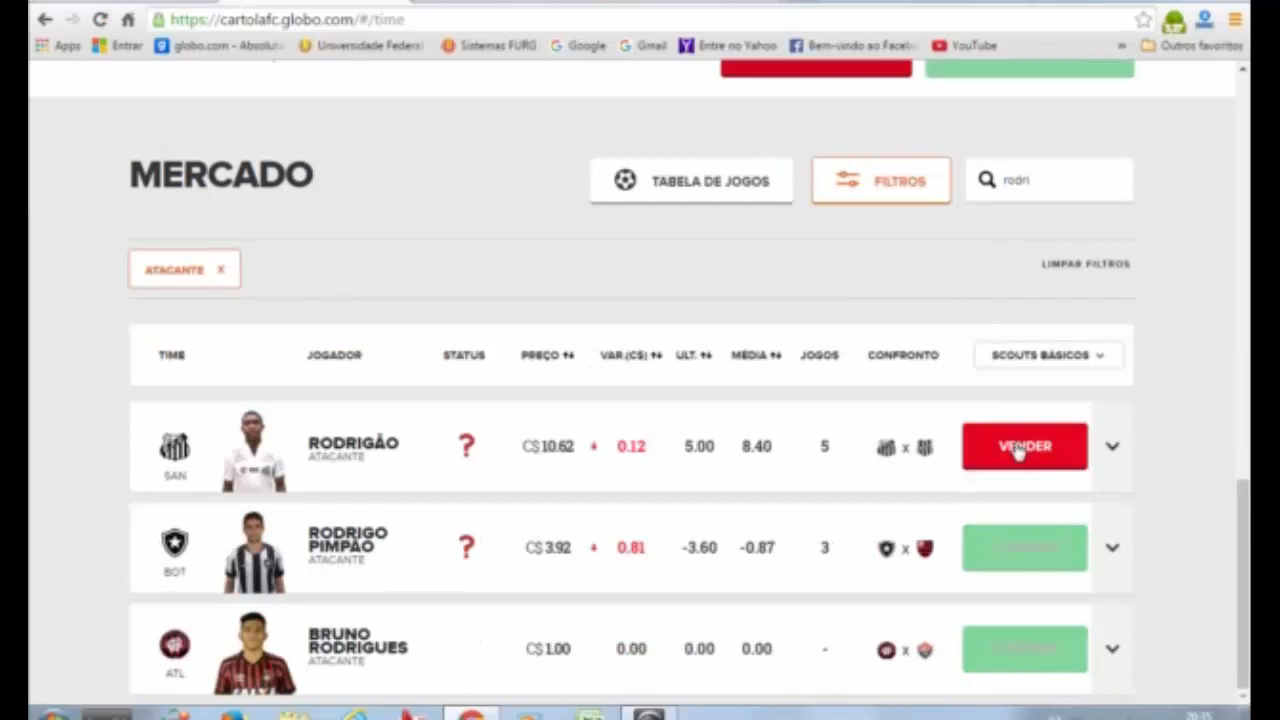 https://cartolafc.globo.com/#/time
Apps Entrar globo.com - Absolut Universidade Federal Sistemas FURG Google Gmail Entre no Yahoo Bem-vindo ao Faceb YouTube » Outros favoritos
MERCADO
TABELA DE JOGOS
FILTROS
rodri
ATACANTE X
LIMPAR FILTROS
TIME JOGADOR STATUS PREÇO VAR.(C$) ULT. MÉDIA JOGOS CONFRONTO SCOUTS BÁSICOS
SAN
RODRIGÃO
ATACANTE
? C$ 10.62 0.12 5.00 8.40 5 x VENDER
BOT
RODRIGO
PIMPÃO
ATACANTE
? C$ 3.92 0.81 -3.60 -0.87 3 x
ATL
BRUNO
RODRIGUES
ATACANTE
C$ 1.00 0.00 0.00 0.00 - x